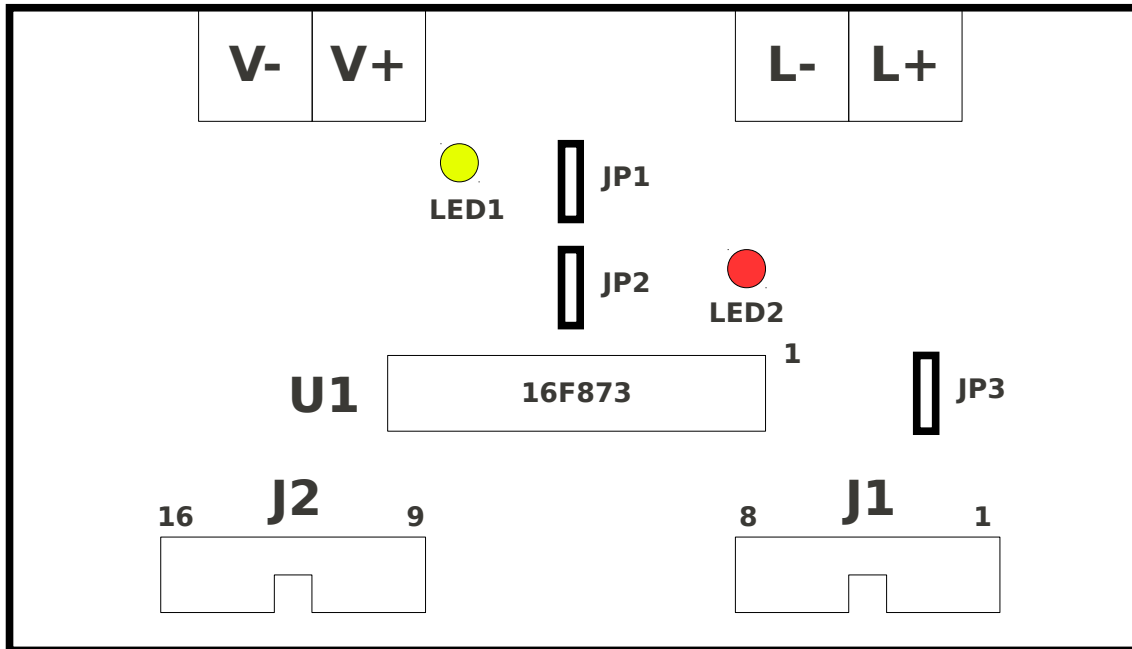 V- V+ L- L+
JP1
LED1
JP2
LED2
1
U1 16F873 JP3
J2 J1
16 9 8 1